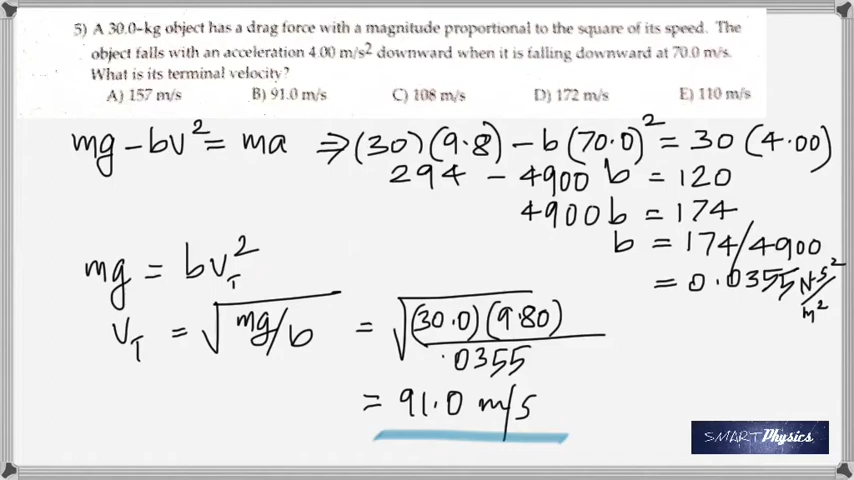 5) A 30.0-kg object has a drag force with a magnitude proportional to the square of its speed. The
object falls with an acceleration 4.00 m/s² downward when it is falling downward at 70.0 m/s.
What is its terminal velocity?
A) 157 m/s B) 91.0 m/s C) 108 m/s D) 172 m/s E) 110 m/s
mg - bv² = ma ⇒ (30)(9.8) - b(70.0)² = 30(4.00)
294 - 4900 b = 120
4900b = 174
b = 174/4900
= 0.0355 N·s²/m²
mg = bv_T²
v_T = √(mg/b) = √((30.0)(9.80)/.0355)
= 91.0 m/s
SMARTPhysics